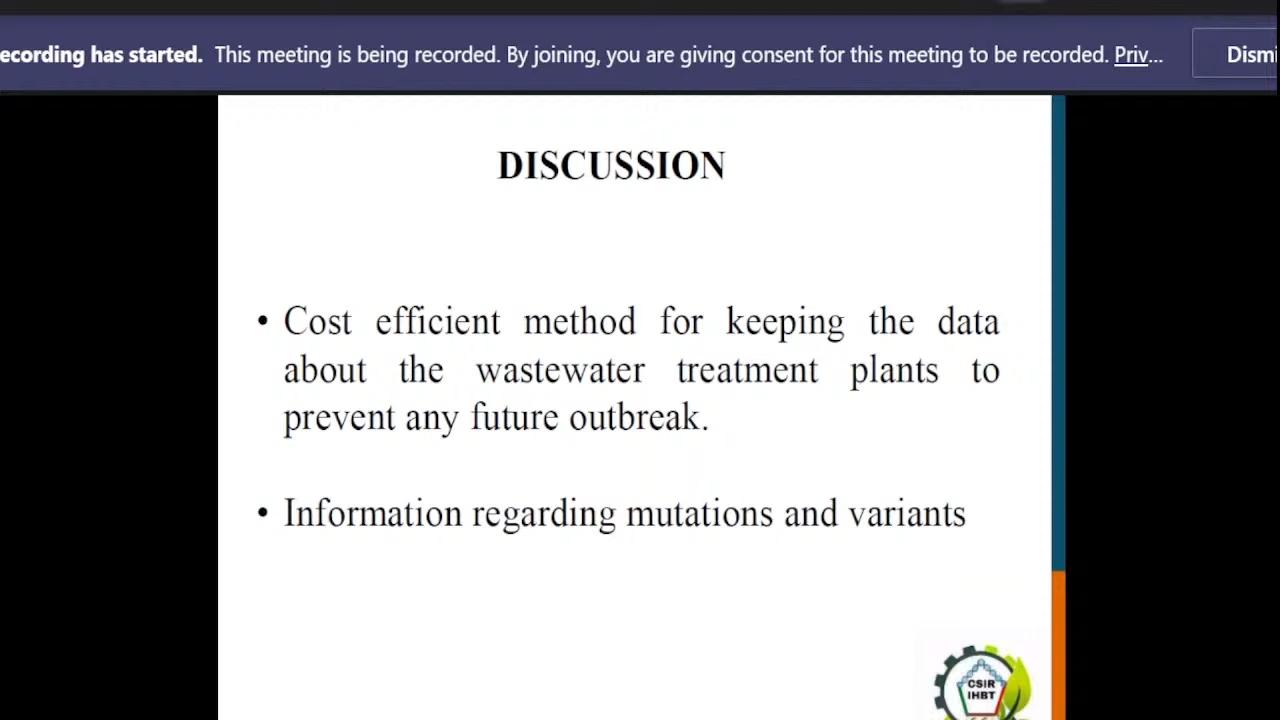 ecording has started. This meeting is being recorded. By joining, you are giving consent for this meeting to be recorded. Priv...
Dismi
DISCUSSION
• Cost efficient method for keeping the data
about the wastewater treatment plants to
prevent any future outbreak.
• Information regarding mutations and variants
CSIR
IHBT